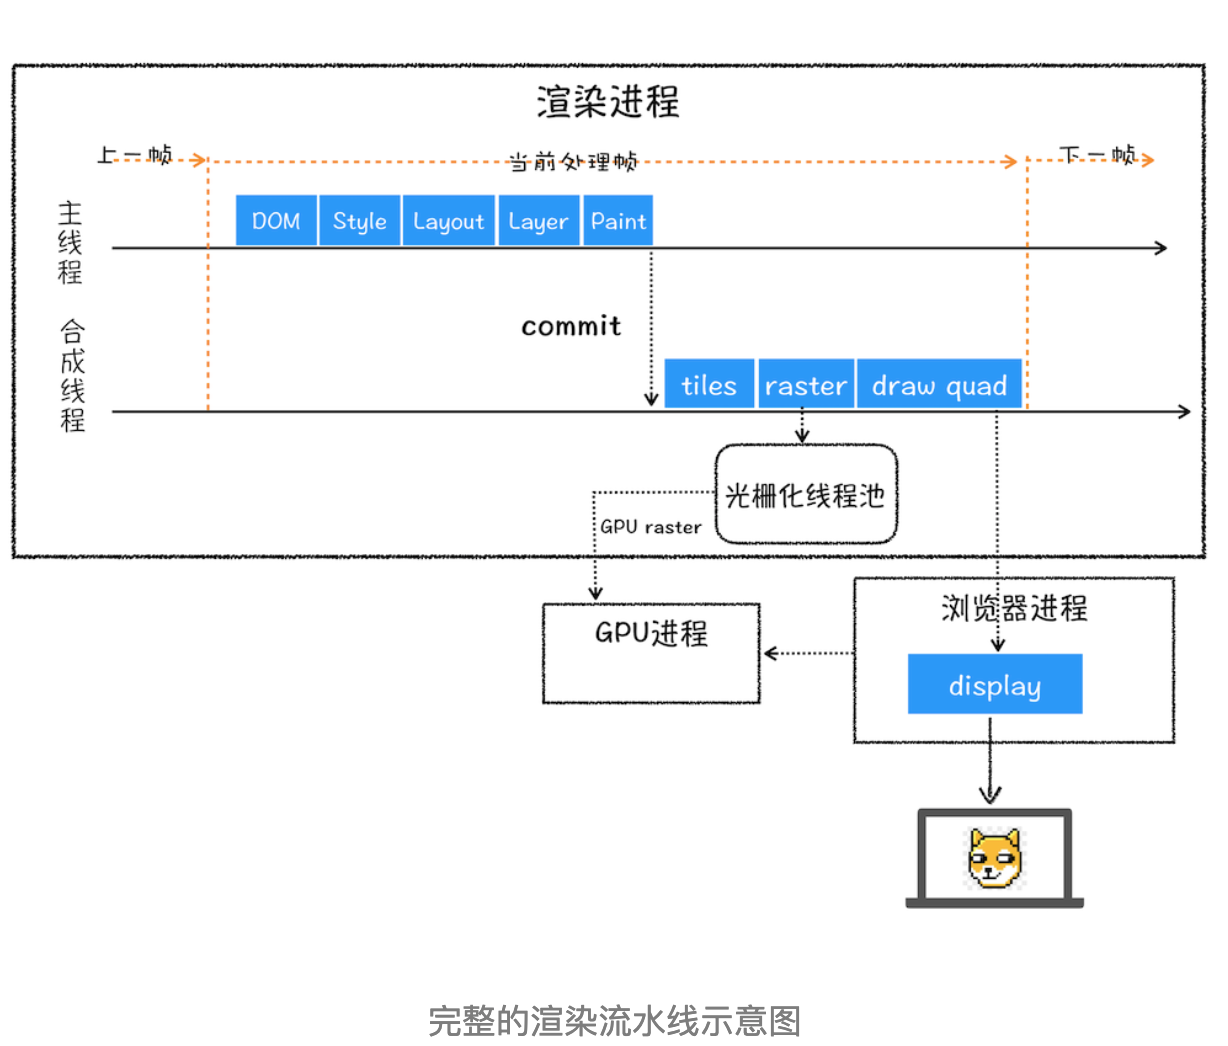 渲染进程
上一帧
当前处理帧
下一帧
主线程
DOM
Style
Layout
Layer
Paint
commit
合成线程
tiles
raster
draw quad
光栅化线程池
GPU raster
GPU进程
浏览器进程
display
完整的渲染流水线示意图